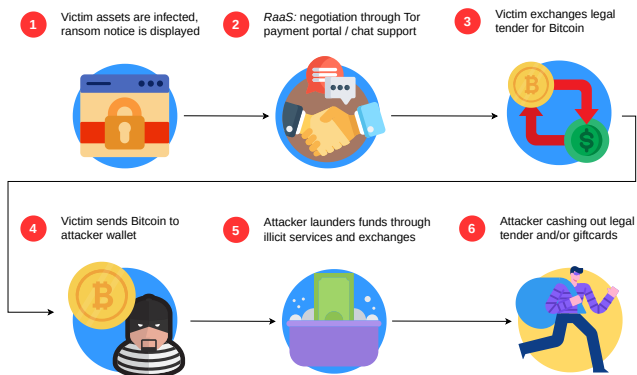 1
Victim assets are infected,
ransom notice is displayed
2
RaaS: negotiation through Tor
payment portal / chat support
3
Victim exchanges legal
tender for Bitcoin
4
Victim sends Bitcoin to
attacker wallet
5
Attacker launders funds through
illicit services and exchanges
6
Attacker cashing out legal
tender and/or giftcards